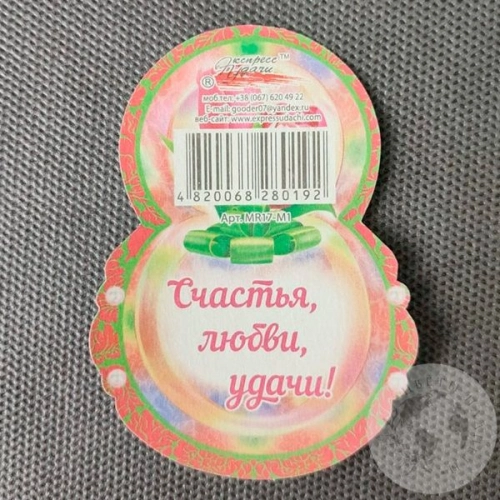 Экспресс
Удачи
TM
®
моб.тел. +38 (067) 620 49 22
E-mail: gooder07@yandex.ru
веб-сайт: www.expressudachi.com
4 820068 280192
Арт. MR17-M1
Счастья,
любви,
удачи!